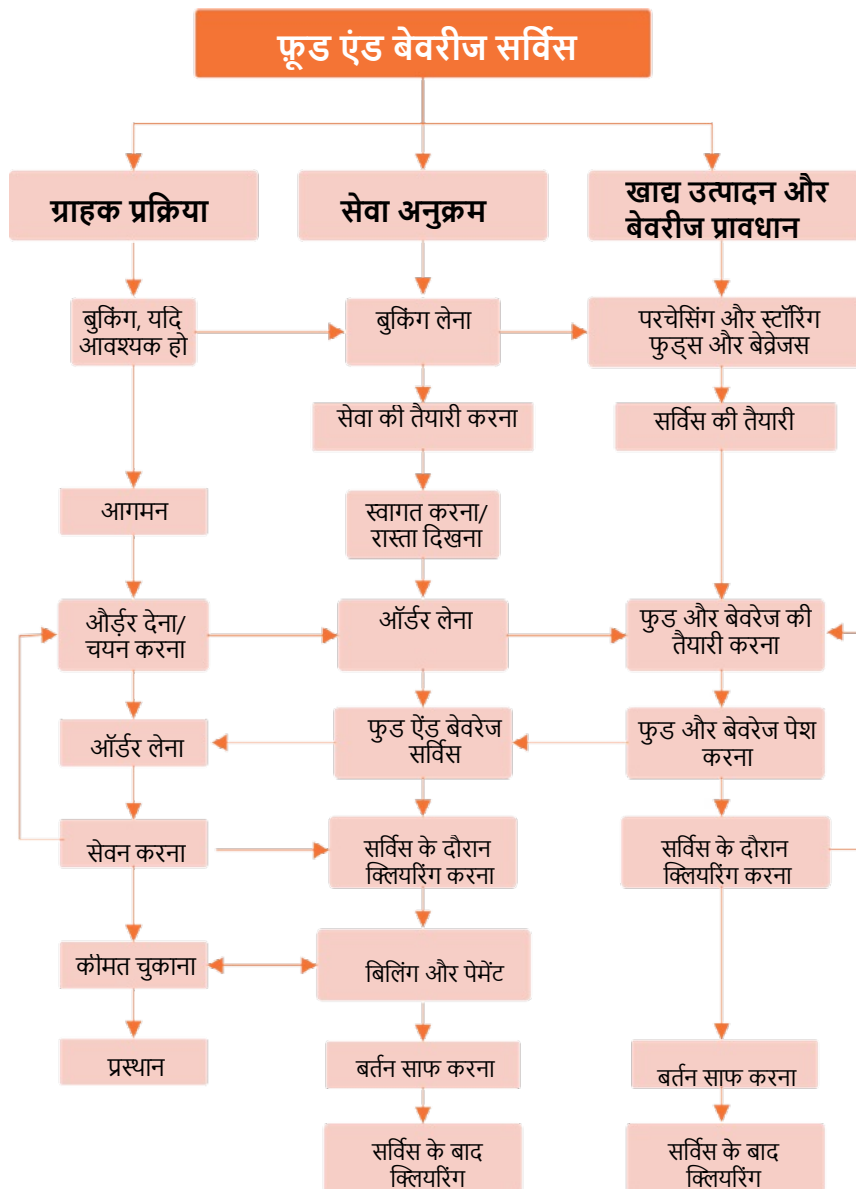 फ़ूड एंड बेवरीज सर्विस
ग्राहक प्रक्रिया
सेवा अनुक्रम
खाद्य उत्पादन और
बेवरीज प्रावधान
बुकिंग, यदि
आवश्यक हो
बुकिंग लेना
परचेसिंग और स्टॉरिंग
फुड्स और बेव्रेजस
सेवा की तैयारी करना
सर्विस की तैयारी
आगमन
स्वागत करना/
रास्ता दिखना
और्ड़र देना/
चयन करना
ऑर्डर लेना
फुड और बेवरेज की
तैयारी करना
ऑर्डर लेना
फुड ऐंड बेवरेज
सर्विस
फुड और बेवरेज पेश
करना
सेवन करना
सर्विस के दौरान
क्लियरिंग करना
सर्विस के दौरान
क्लियरिंग करना
कीमत चुकाना
बिलिंग और पेमेंट
प्रस्थान
बर्तन साफ करना
बर्तन साफ करना
सर्विस के बाद
क्लियरिंग
सर्विस के बाद
क्लियरिंग